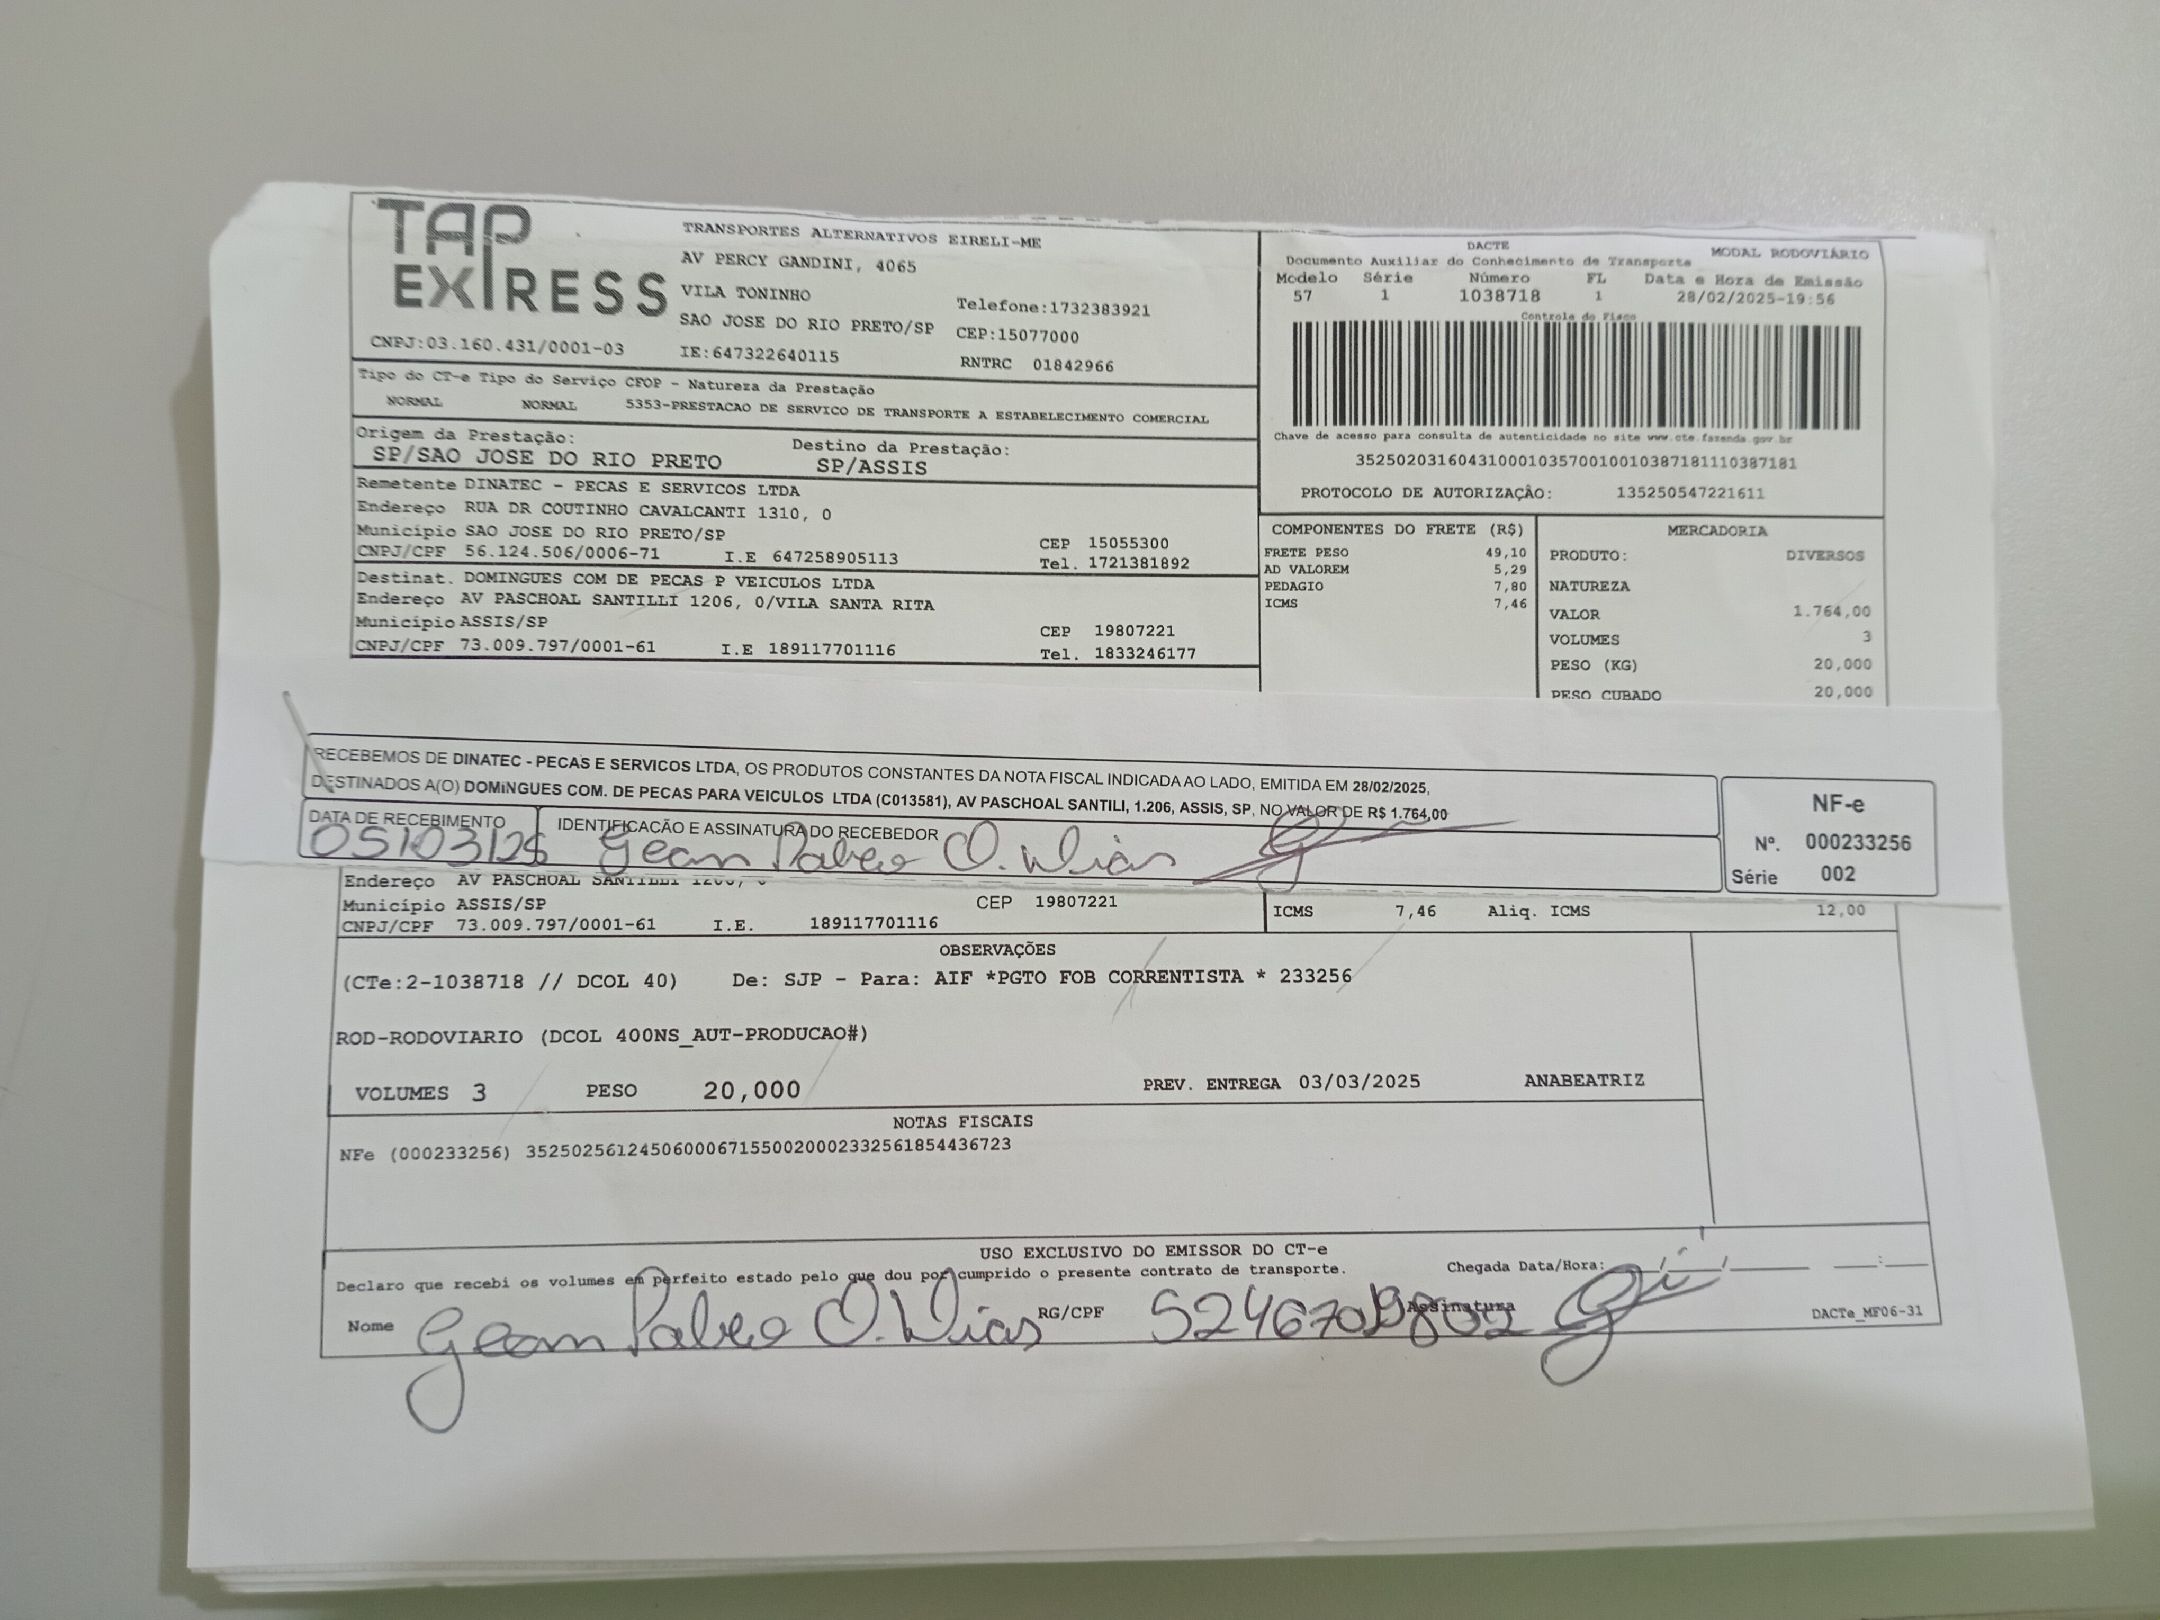 TAP EXPRESS
TRANSPORTES ALTERNATIVOS EIRELI-ME
AV PERCY GANDINI, 4065
VILA TONINHO
Telefone:1732383921
SAO JOSE DO RIO PRETO/SP CEP:15077000
CNPJ:03.160.431/0001-03 IE:647322640115 RNTRC 01842966
DACTE MODAL RODOVIÁRIO
Documento Auxiliar do Conhecimento de Transporte
Modelo Série Número FL Data e Hora de Emissão
57 1 1038718 1 28/02/2025-19:56
Controle do Fisco
Chave de acesso para consulta de autenticidade no site www.cte.fazenda.gov.br
35250203160431000103570010010387181110387181
PROTOCOLO DE AUTORIZAÇÃO: 135250547221611
Tipo do CT-e Tipo do Serviço CFOP - Natureza da Prestação
NORMAL NORMAL 5353-PRESTACAO DE SERVICO DE TRANSPORTE A ESTABELECIMENTO COMERCIAL
Origem da Prestação: Destino da Prestação:
SP/SAO JOSE DO RIO PRETO SP/ASSIS
Remetente DINATEC - PECAS E SERVICOS LTDA
Endereço RUA DR COUTINHO CAVALCANTI 1310, 0
Município SAO JOSE DO RIO PRETO/SP CEP 15055300
CNPJ/CPF 56.124.506/0006-71 I.E 647258905113 Tel. 1721381892
Destinat. DOMINGUES COM DE PECAS P VEICULOS LTDA
Endereço AV PASCHOAL SANTILLI 1206, 0/VILA SANTA RITA
Município ASSIS/SP CEP 19807221
CNPJ/CPF 73.009.797/0001-61 I.E 189117701116 Tel. 1833246177
COMPONENTES DO FRETE (R$)
FRETE PESO 49,10
AD VALOREM 5,29
PEDAGIO 7,80
ICMS 7,46
MERCADORIA
PRODUTO: DIVERSOS
NATUREZA
VALOR 1.764,00
VOLUMES 3
PESO (KG) 20,000
PESO CUBADO 20,000
RECEBEMOS DE DINATEC - PECAS E SERVICOS LTDA, OS PRODUTOS CONSTANTES DA NOTA FISCAL INDICADA AO LADO, EMITIDA EM 28/02/2025,
DESTINADOS A(O) DOMINGUES COM. DE PECAS PARA VEICULOS LTDA (C013581), AV PASCHOAL SANTILI, 1.206, ASSIS, SP, NO VALOR DE R$ 1.764,00
DATA DE RECEBIMENTO IDENTIFICACÃO E ASSINATURA DO RECEBEDOR
05/03/25 Gean Pableo O. Dias
NF-e
Nº. 000233256
Série 002
Endereço AV PASCHOAL SANTILLI 1206, 0
Município ASSIS/SP CEP 19807221
CNPJ/CPF 73.009.797/0001-61 I.E. 189117701116
ICMS 7,46 Aliq. ICMS 12,00
OBSERVAÇÕES
(CTe:2-1038718 // DCOL 40) De: SJP - Para: AIF *PGTO FOB CORRENTISTA * 233256
ROD-RODOVIARIO (DCOL 400NS_AUT-PRODUCAO#)
VOLUMES 3 PESO 20,000 PREV. ENTREGA 03/03/2025 ANABEATRIZ
NOTAS FISCAIS
NFe (000233256) 35250256124506000671550020002332561854436723
USO EXCLUSIVO DO EMISSOR DO CT-e
Declaro que recebi os volumes em perfeito estado pelo que dou por cumprido o presente contrato de transporte. Chegada Data/Hora:
Nome Gean Pableo O. Dias RG/CPF Assinatura DACTe_MF06-31